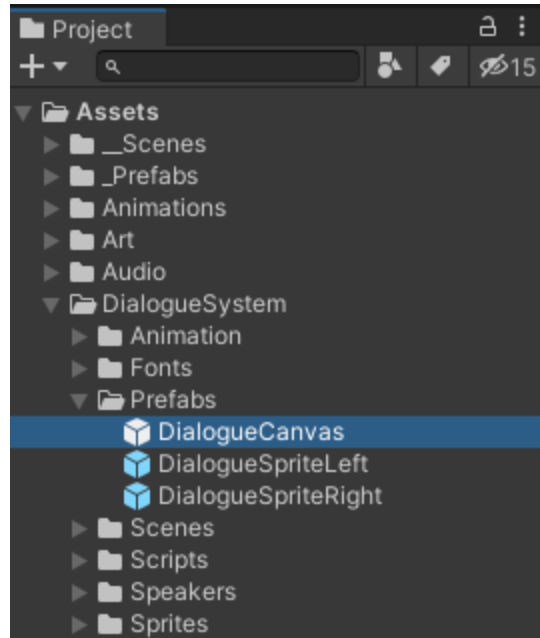 Project
15
Assets
__Scenes
_Prefabs
Animations
Art
Audio
DialogueSystem
Animation
Fonts
Prefabs
DialogueCanvas
DialogueSpriteLeft
DialogueSpriteRight
Scenes
Scripts
Speakers
Sprites